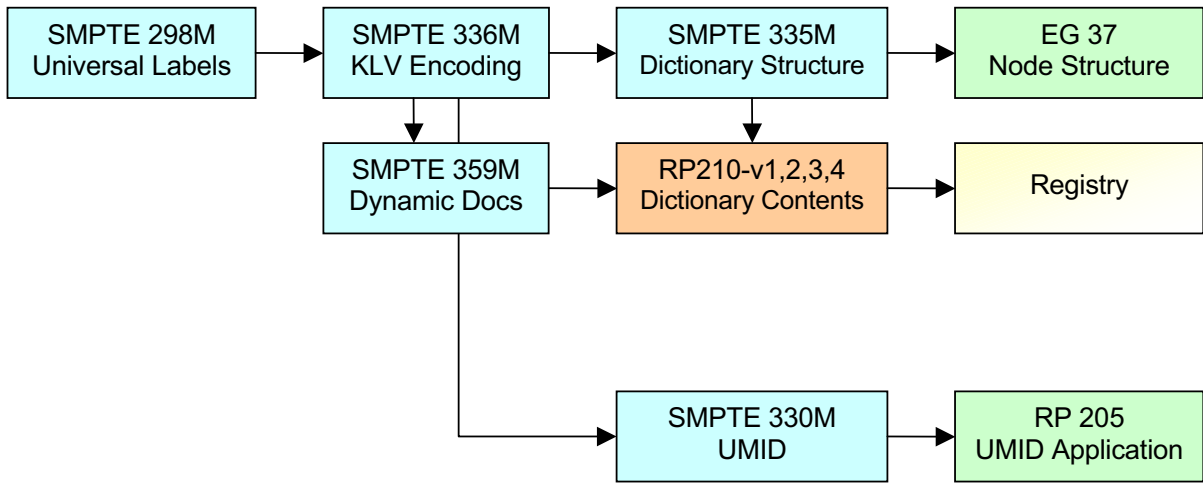 SMPTE 298M
Universal Labels
SMPTE 336M
KLV Encoding
SMPTE 335M
Dictionary Structure
EG 37
Node Structure
SMPTE 359M
Dynamic Docs
RP210-v1,2,3,4
Dictionary Contents
Registry
SMPTE 330M
UMID
RP 205
UMID Application